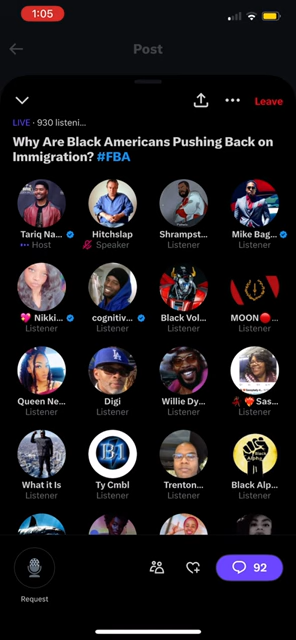 1:05
Post
LIVE · 930 listeni...
Leave
Why Are Black Americans Pushing Back on
Immigration? #FBA
Tariq Na...
Host
Hitchslap
Speaker
Shrampst...
Listener
Mike Bag...
Listener
Nikki...
Listener
cognitiv...
Listener
Black Vol...
Listener
MOON
Listener
Queen Ne...
Listener
Digi
Listener
Willie Dy...
Listener
Sas...
Listener
What it Is
Listener
B1
Ty Cmbl
Listener
Trenton...
Listener
Black
Alpha
Black Alp...
Listener
Request
92